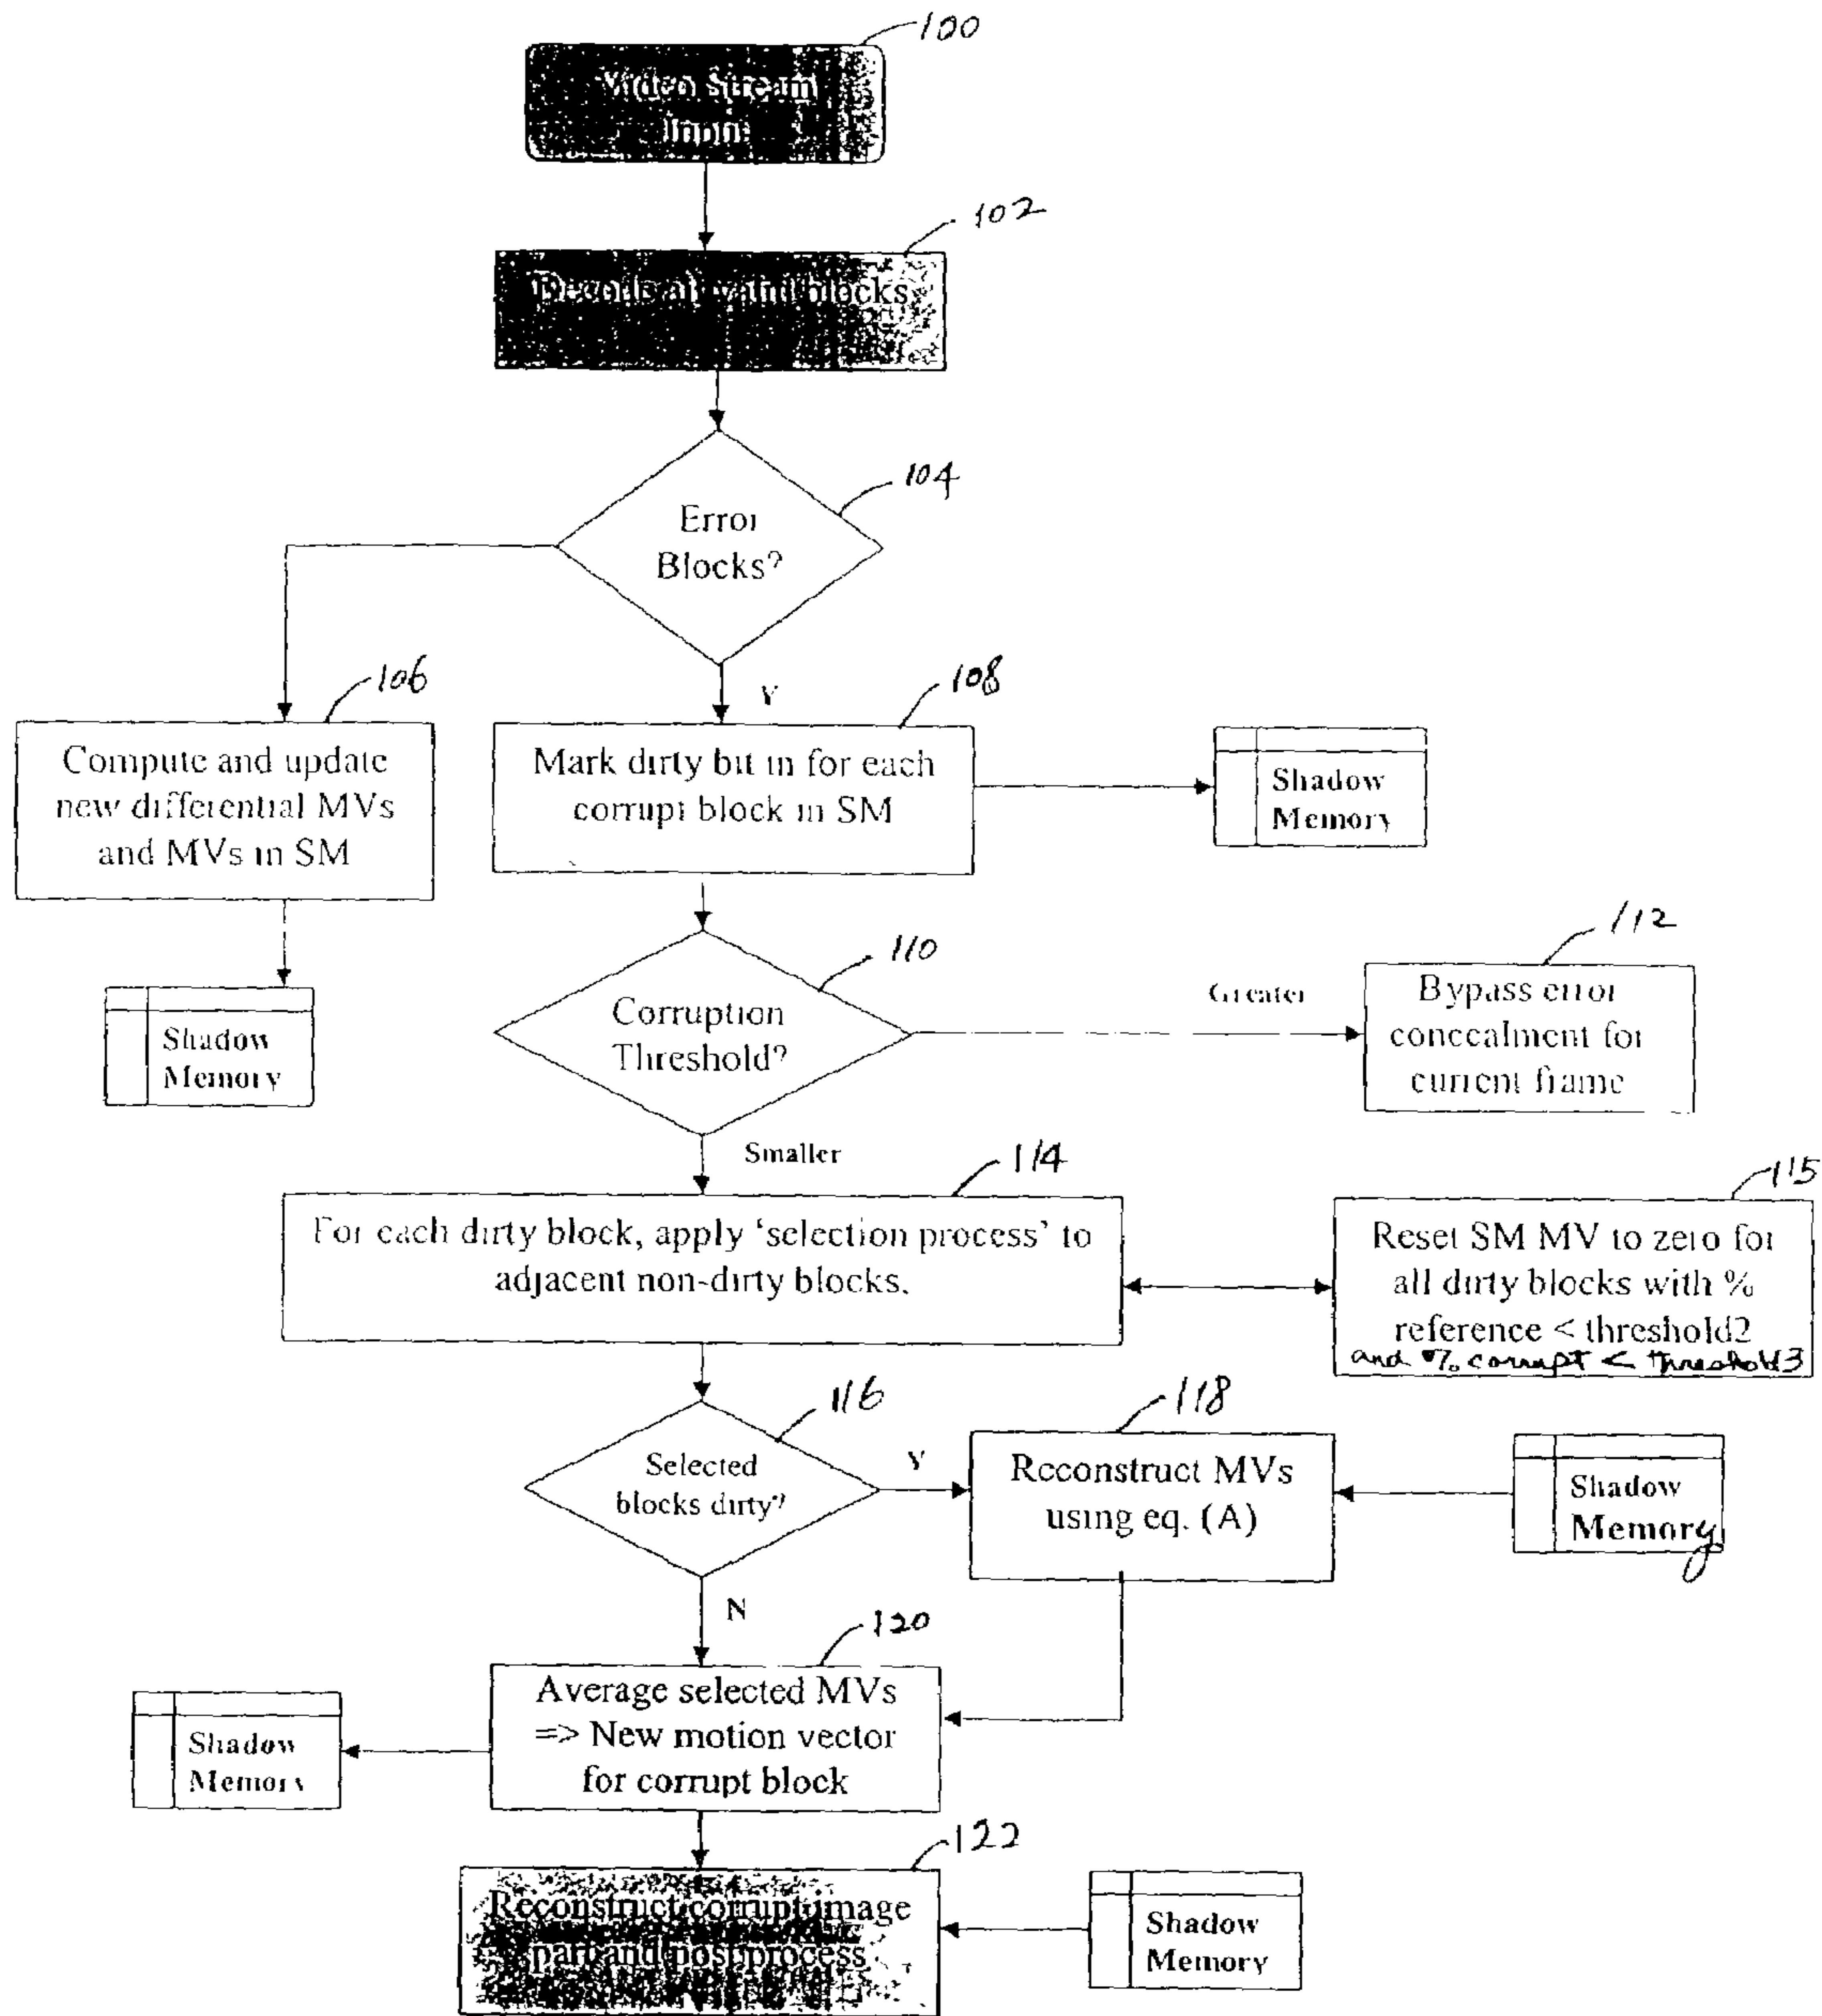 100
Video Stream
Input
102
valid blocks
104
Error
Blocks?
106
Compute and update
new differential MVs
and MVs in SM
Y
108
Mark dirty bit in for each
corrupt block in SM
Shadow
Memory
Shadow
Memory
110
Corruption
Threshold?
Greater
112
Bypass error
concealment for
current frame
Smaller
114
For each dirty block, apply ‘selection process’ to
adjacent non-dirty blocks.
115
Reset SM MV to zero for
all dirty blocks with %
reference < threshold2
and % corrupt < threshold3
116
Selected
blocks dirty?
Y
118
Reconstruct MVs
using eq. (A)
Shadow
Memory
N
120
Average selected MVs
=> New motion vector
for corrupt block
Shadow
Memory
122
Reconstruct corrupt image
part and post process
Shadow
Memory